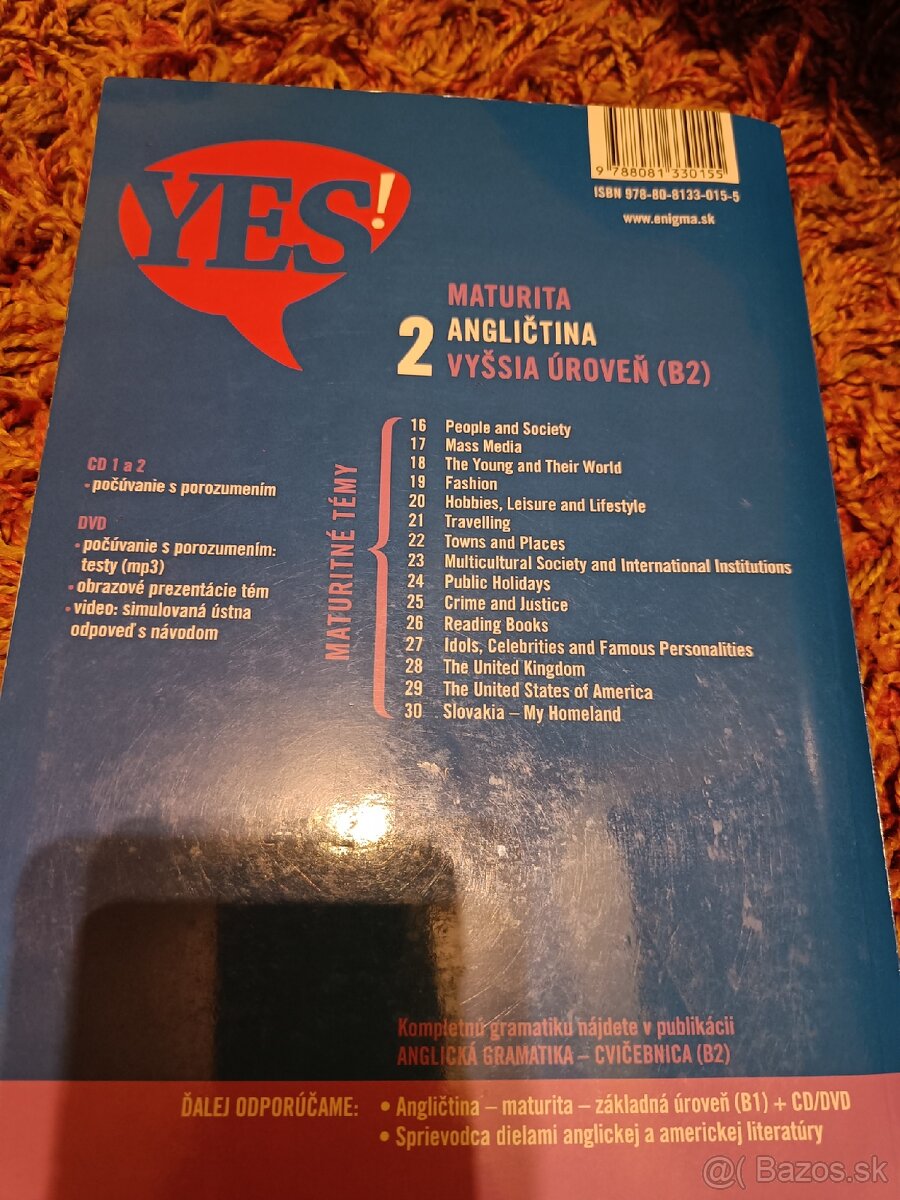 9 788081 330155
ISBN 978-80-8133-015-5
www.enigma.sk
YES!
MATURITA
2 ANGLIČTINA
VYŠSIA ÚROVEŇ (B2)
CD 1 a 2
• počúvanie s porozumením
DVD
• počúvanie s porozumením:
testy (mp3)
• obrazové prezentácie tém
• video: simulovaná ústna
odpoveď s návodom
MATURITNÉ TÉMY
16 People and Society
17 Mass Media
18 The Young and Their World
19 Fashion
20 Hobbies, Leisure and Lifestyle
21 Travelling
22 Towns and Places
23 Multicultural Society and International Institutions
24 Public Holidays
25 Crime and Justice
26 Reading Books
27 Idols, Celebrities and Famous Personalities
28 The United Kingdom
29 The United States of America
30 Slovakia – My Homeland
Kompletnú gramatiku nájdete v publikácii
ANGLICKÁ GRAMATIKA – CVIČEBNICA (B2)
ĎALEJ ODPORÚČAME: • Angličtina – maturita – základná úroveň (B1) + CD/DVD
• Sprievodca dielami anglickej a americkej literatúry
@( Bazos.sk